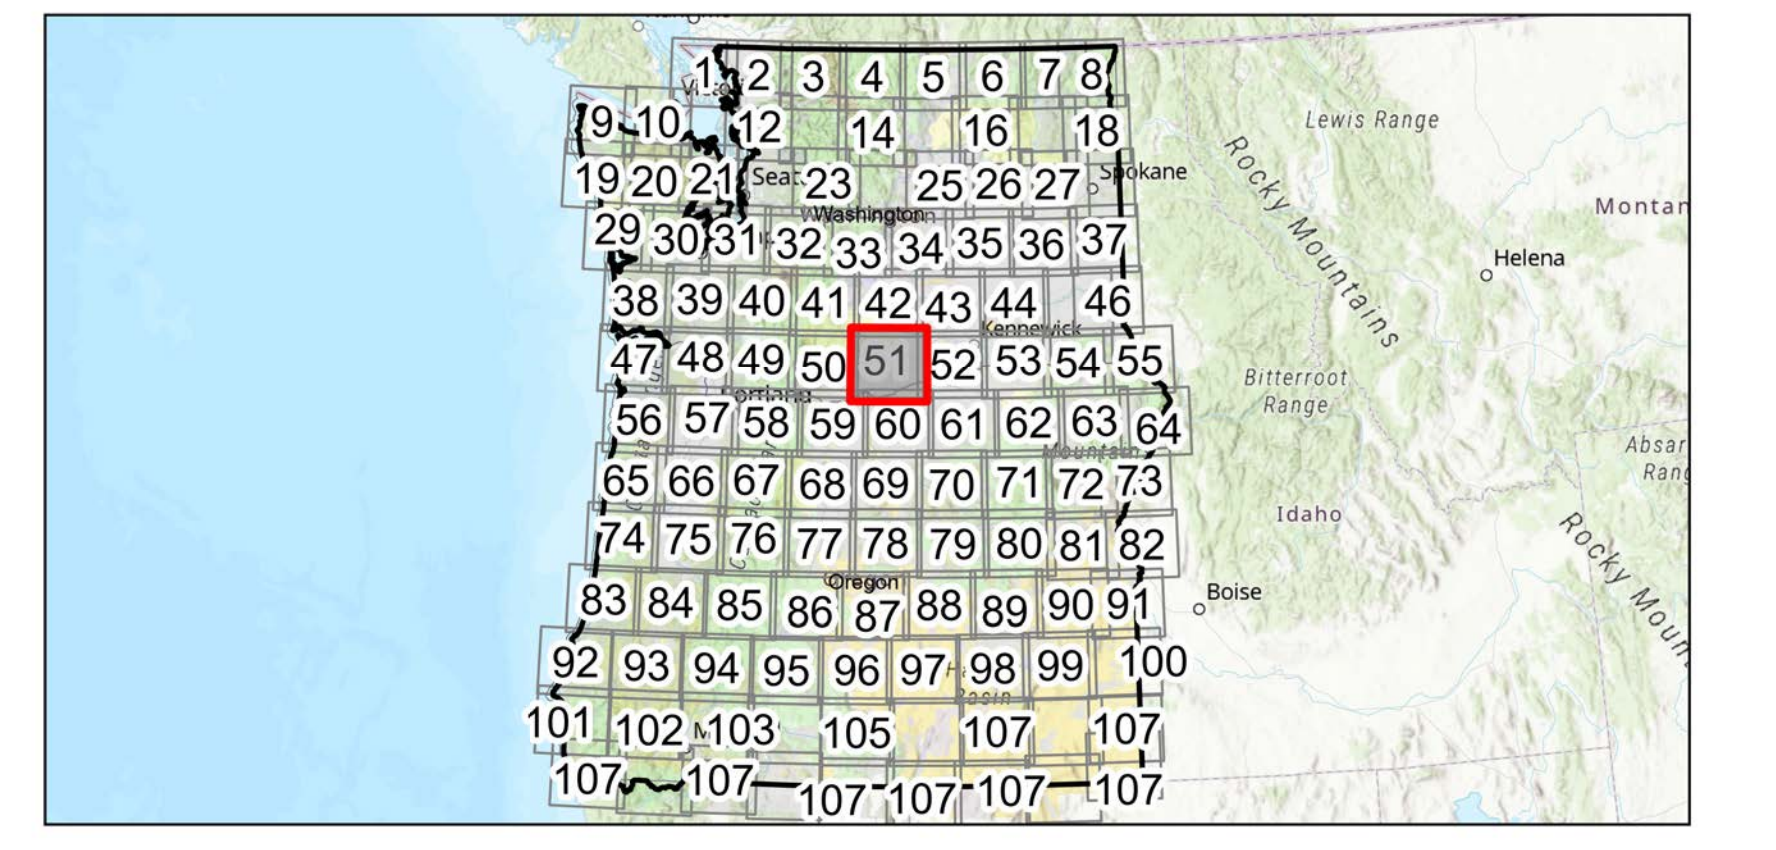 1 2 3 4 5 6 7 8
9 10 12 14 16 18
Lewis Range
19 20 21 23 25 26 27
Spokane
Rocky Mountains
Washington
Montan
29 30 31 32 33 34 35 36 37
Helena
38 39 40 41 42 43 44 46
Kennewick
47 48 49 50 51 52 53 54 55
Portland
Bitterroot
Range
56 57 58 59 60 61 62 63 64
Mountain
Absar
Rang
65 66 67 68 69 70 71 72 73
Idaho
Rocky Moun
74 75 76 77 78 79 80 81 82
Oregon
Boise
83 84 85 86 87 88 89 90 91
92 93 94 95 96 97 98 99 100
Basin
101 102 103 105 107 107
107 107 107 107 107 107